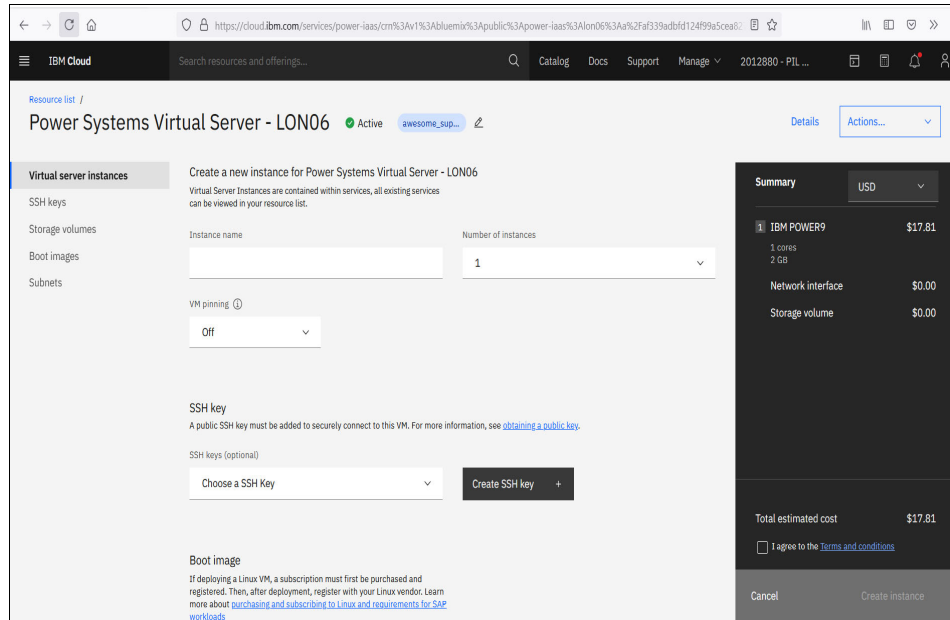 https://cloud.ibm.com/services/power-iaas/crn%3Av1%3Abluemix%3Apublic%3Apower-iaas%3Alon06%3Aa%2Faf339adbfd124f99a5cea82
IBM Cloud
Search resources and offerings...
Catalog Docs Support Manage 2012880 - PIL ...
Resource list /
Power Systems Virtual Server - LON06 Active awesome_sup...
Details Actions...
Virtual server instances
SSH keys
Storage volumes
Boot images
Subnets
Create a new instance for Power Systems Virtual Server - LON06
Virtual Server Instances are contained within services, all existing services
can be viewed in your resource list.
Instance name
Number of instances
1
VM pinning
Off
SSH key
A public SSH key must be added to securely connect to this VM. For more information, see obtaining a public key.
SSH keys (optional)
Choose a SSH Key
Create SSH key +
Boot image
If deploying a Linux VM, a subscription must first be purchased and
registered. Then, after deployment, register with your Linux vendor. Learn
more about purchasing and subscribing to Linux and requirements for SAP
workloads
Summary
USD
1 IBM POWER9 $17.81
1 cores
2 GB
Network interface $0.00
Storage volume $0.00
Total estimated cost $17.81
I agree to the Terms and conditions
Cancel Create instance